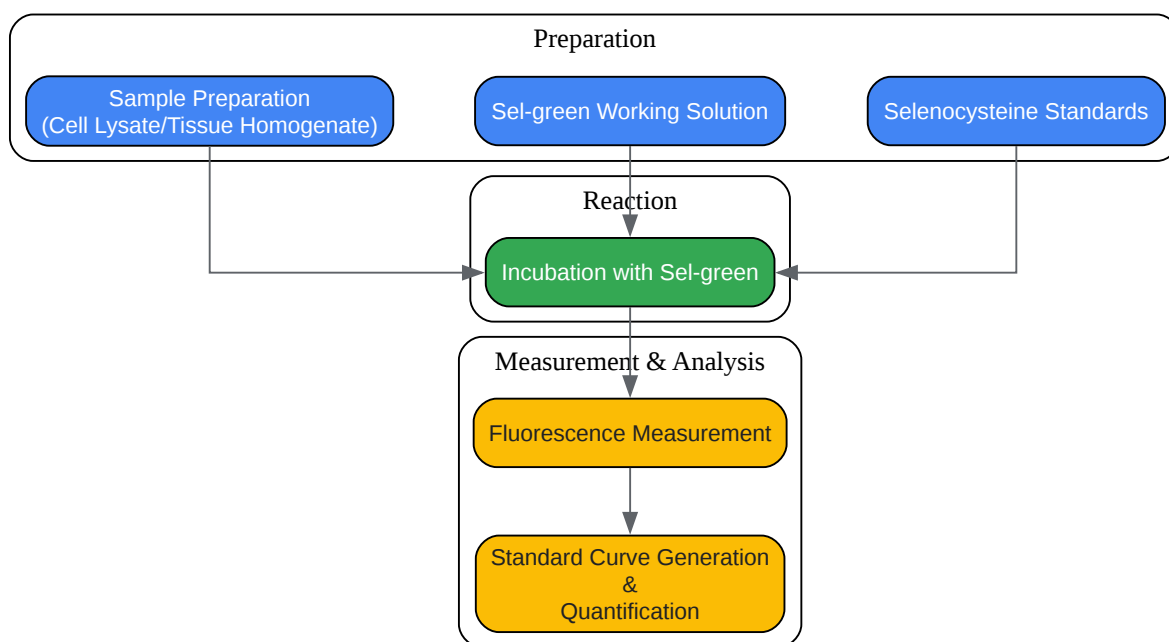 Preparation
Sample Preparation
(Cell Lysate/Tissue Homogenate)
Sel-green Working Solution
Selenocysteine Standards
Reaction
Incubation with Sel-green
Measurement & Analysis
Fluorescence Measurement
Standard Curve Generation
&
Quantification